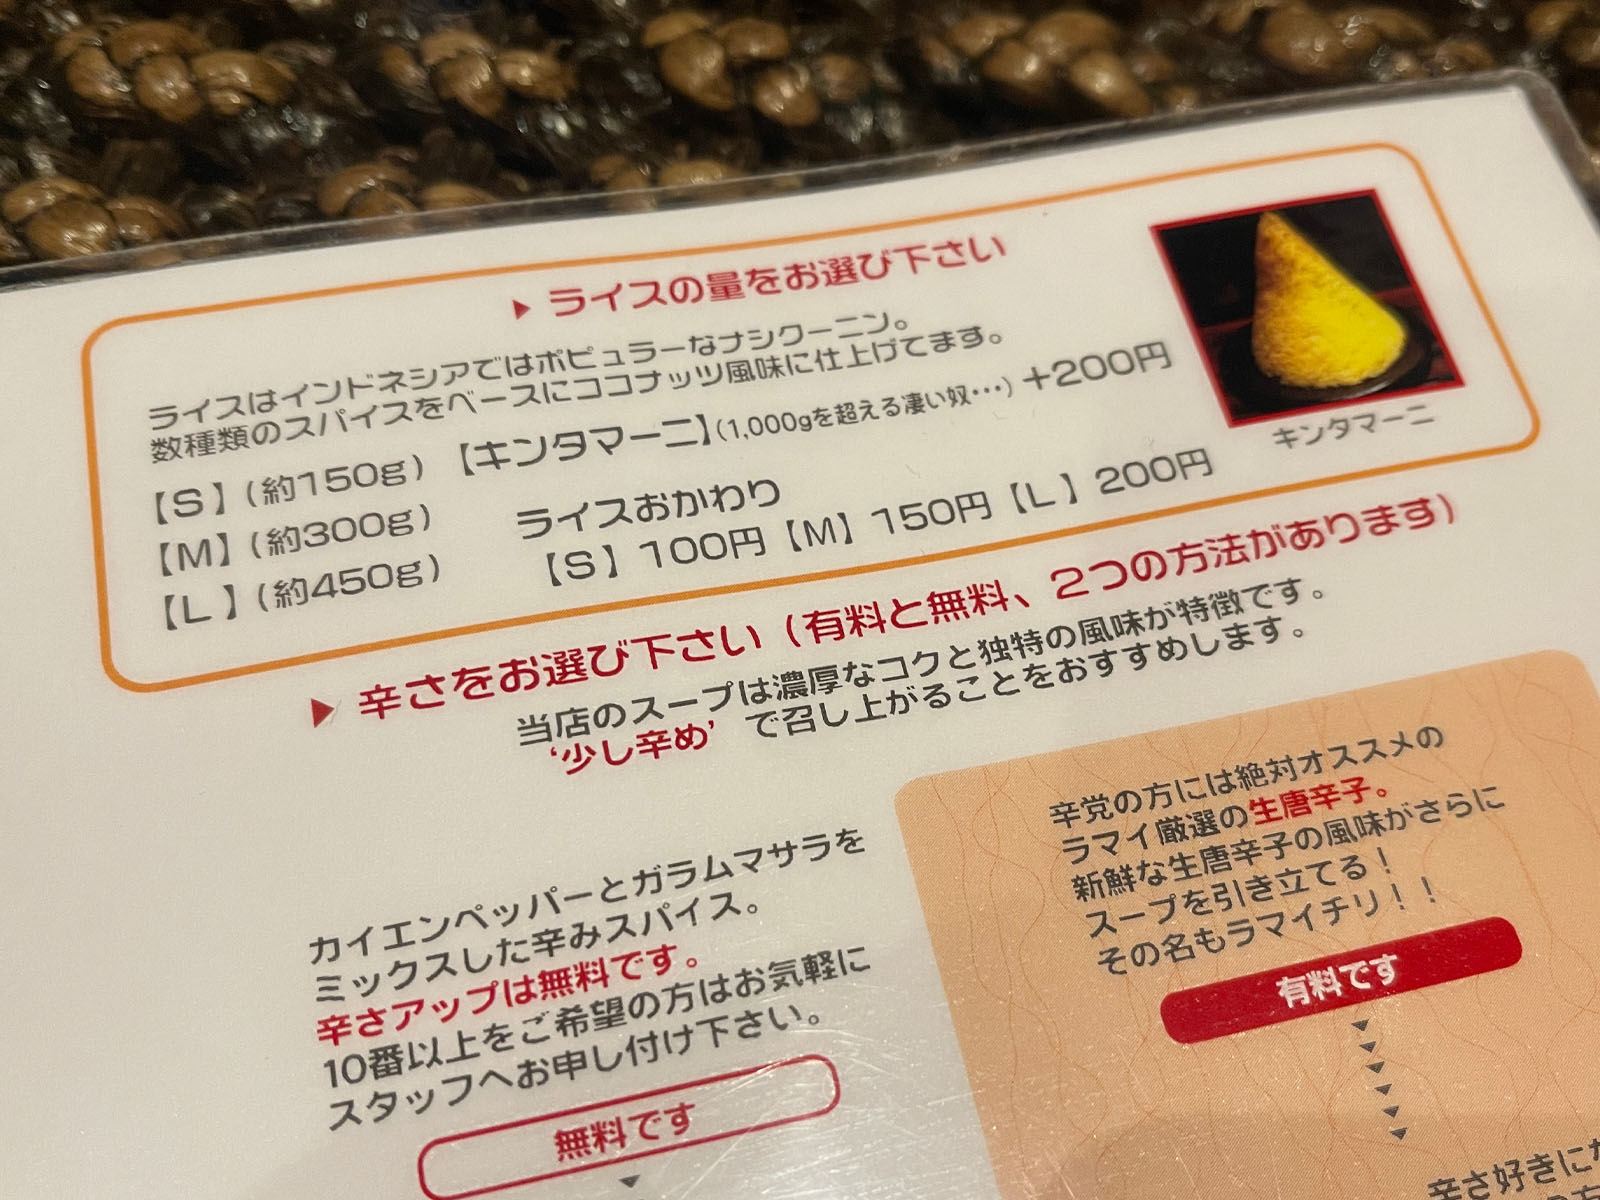 ▶ ライスの量をお選び下さい
ライスはインドネシアではポピュラーなナシクーニン。
数種類のスパイスをベースにココナッツ風味に仕上げてます。
【S】(約150g) 【キンタマーニ】(1,000gを超える凄い奴…) +200円
【M】(約300g) ライスおかわり
【L】(約450g) 【S】100円【M】150円【L】200円
キンタマーニ
▶ 辛さをお選び下さい (有料と無料、2つの方法があります)
当店のスープは濃厚なコクと独特の風味が特徴です。
‘少し辛め’ で召し上がることをおすすめします。
カイエンペッパーとガラムマサラを
ミックスした辛みスパイス。
辛さアップは無料です。
10番以上をご希望の方はお気軽に
スタッフへお申し付け下さい。
無料です
辛党の方には絶対オススメの
ラマイ厳選の生唐辛子。
新鮮な生唐辛子の風味がさらに
スープを引き立てる!
その名もラマイチリ!!
有料です
辛さ好きにな